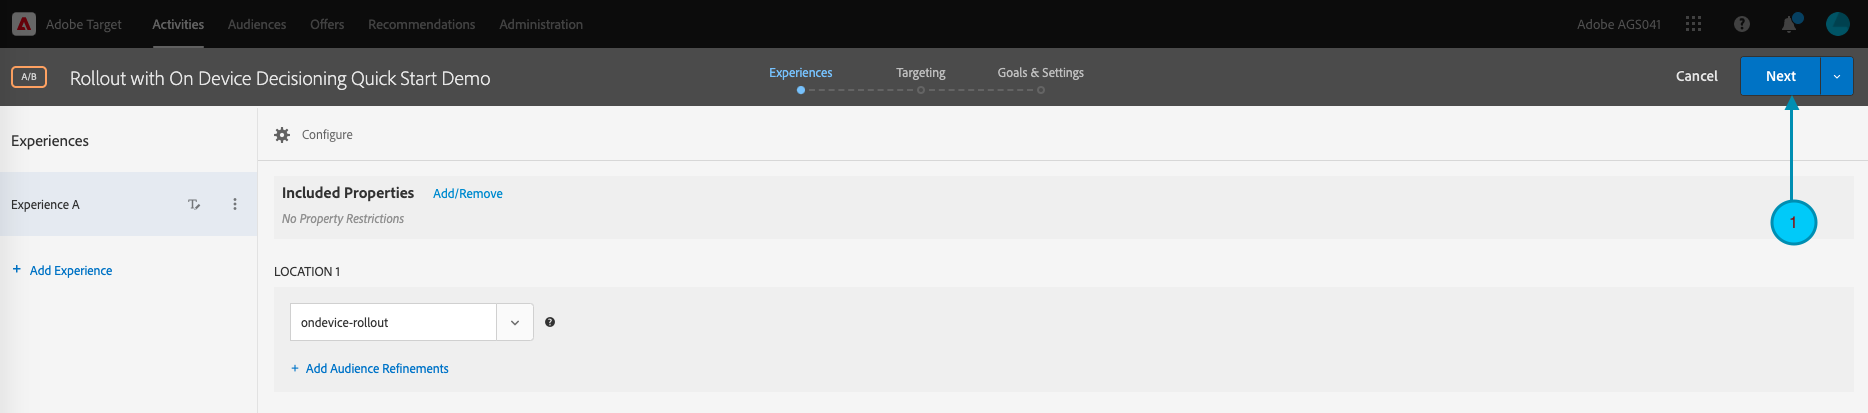 Adobe Target Activities Audiences Offers Recommendations Administration Adobe AGS041
A/B Rollout with On Device Decisioning Quick Start Demo Experiences Targeting Goals & Settings Cancel Next
Experiences
Configure
Included Properties Add/Remove
No Property Restrictions
Experience A
1
Add Experience
LOCATION 1
ondevice-rollout
+ Add Audience Refinements